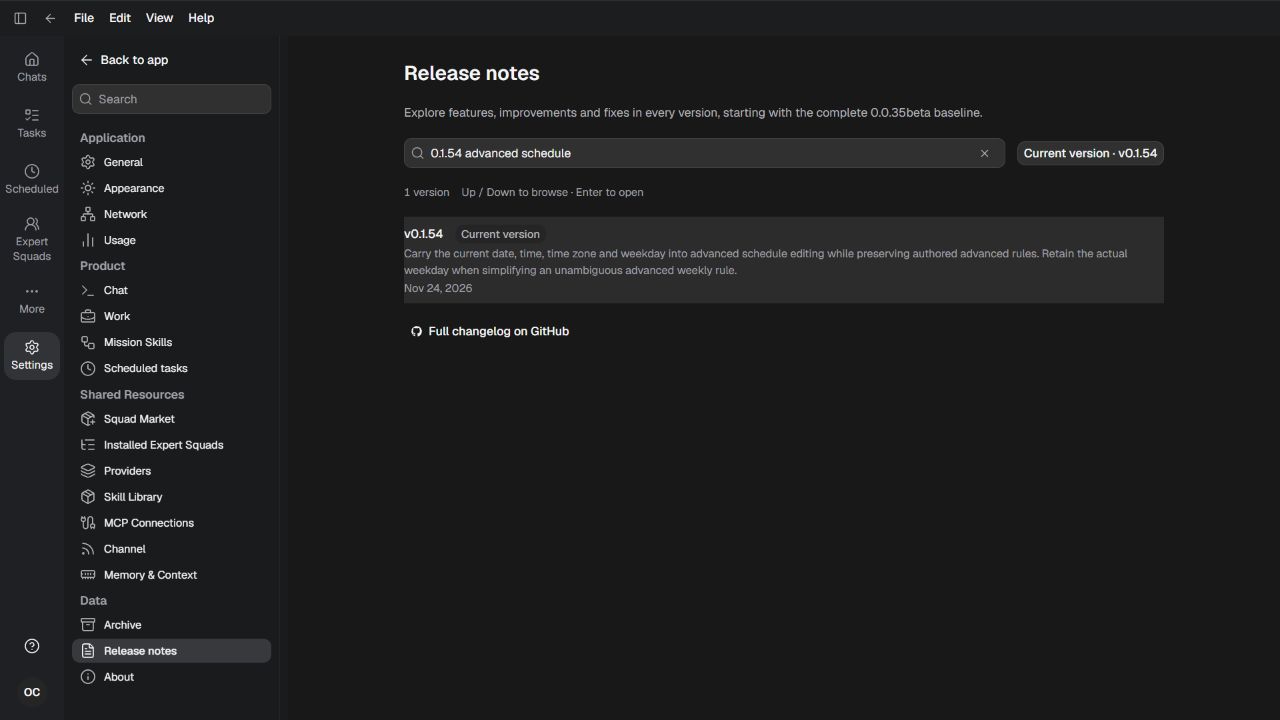 File Edit View Help
Chats
Tasks
Scheduled
Expert
Squads
More
Settings
OC
Back to app
Search
Application
General
Appearance
Network
Usage
Product
Chat
Work
Mission Skills
Scheduled tasks
Shared Resources
Squad Market
Installed Expert Squads
Providers
Skill Library
MCP Connections
Channel
Memory & Context
Data
Archive
Release notes
About
Release notes
Explore features, improvements and fixes in every version, starting with the complete 0.0.35beta baseline.
0.1.54 advanced schedule
Current version · v0.1.54
1 version Up / Down to browse · Enter to open
v0.1.54 Current version
Carry the current date, time, time zone and weekday into advanced schedule editing while preserving authored advanced rules. Retain the actual
weekday when simplifying an unambiguous advanced weekly rule.
Nov 24, 2026
Full changelog on GitHub